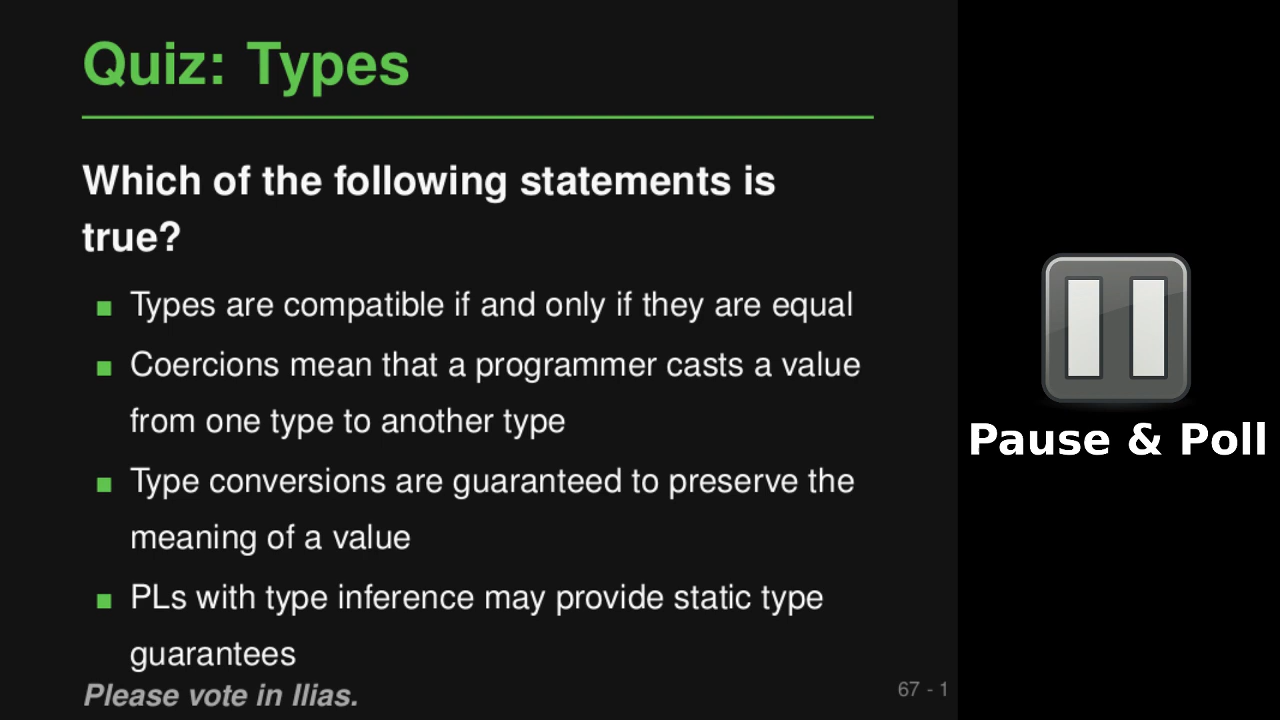 Quiz: Types
Which of the following statements is
true?
Types are compatible if and only if they are equal
Coercions mean that a programmer casts a value
from one type to another type
Type conversions are guaranteed to preserve the
meaning of a value
PLs with type inference may provide static type
guarantees
Please vote in Ilias.
67 - 1
Pause & Poll